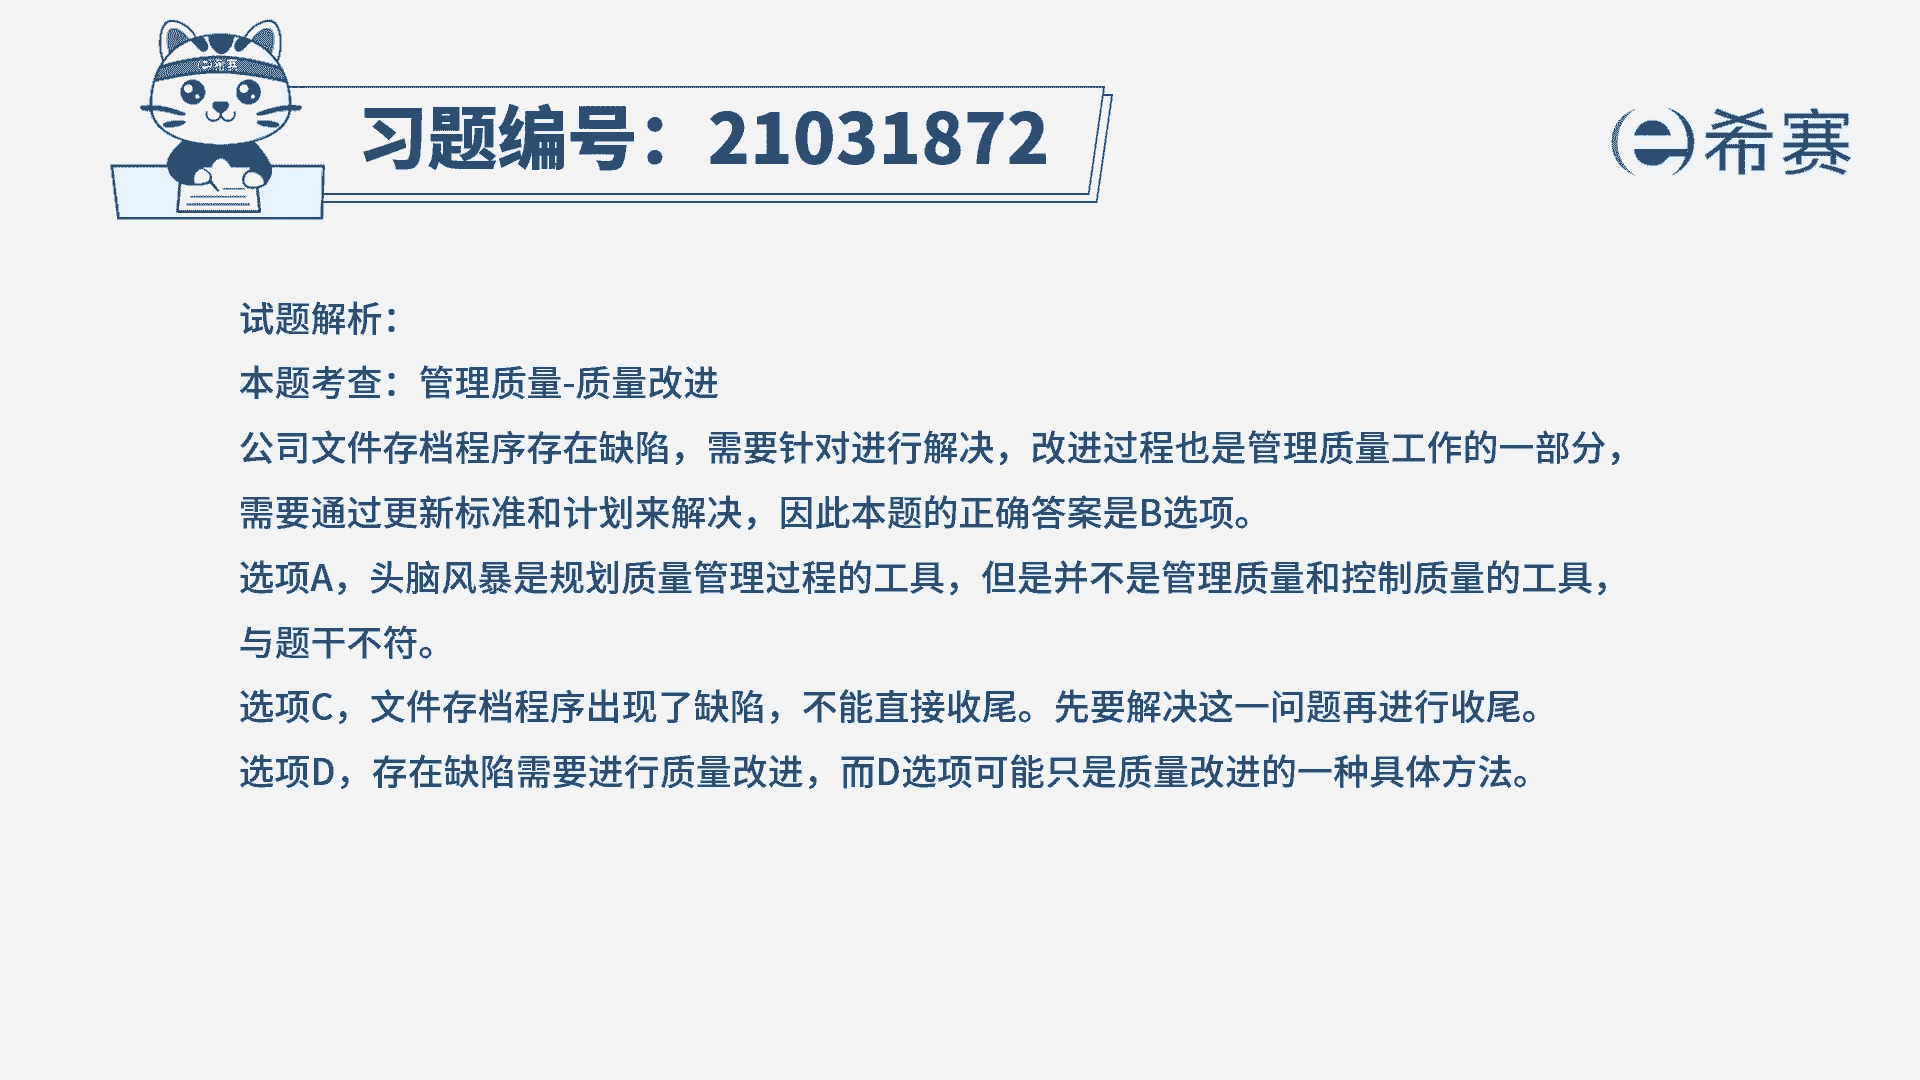 e希赛
习题编号：21031872
e希赛
试题解析：
本题考查：管理质量-质量改进
公司文件存档程序存在缺陷，需要针对进行解决，改进过程也是管理质量工作的一部分，
需要通过更新标准和计划来解决，因此本题的正确答案是B选项。
选项A，头脑风暴是规划质量管理过程的工具，但是并不是管理质量和控制质量的工具，
与题干不符。
选项C，文件存档程序出现了缺陷，不能直接收尾。先要解决这一问题再进行收尾。
选项D，存在缺陷需要进行质量改进，而D选项可能只是质量改进的一种具体方法。